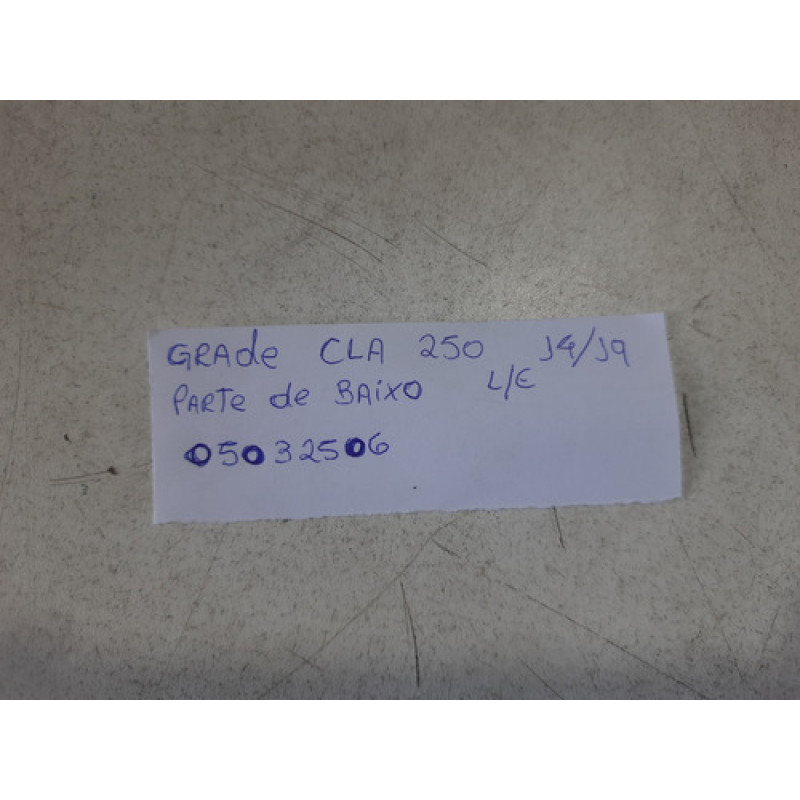 GRADE CLA 250 14/19
PARTE de BAIXO L/E
05032506